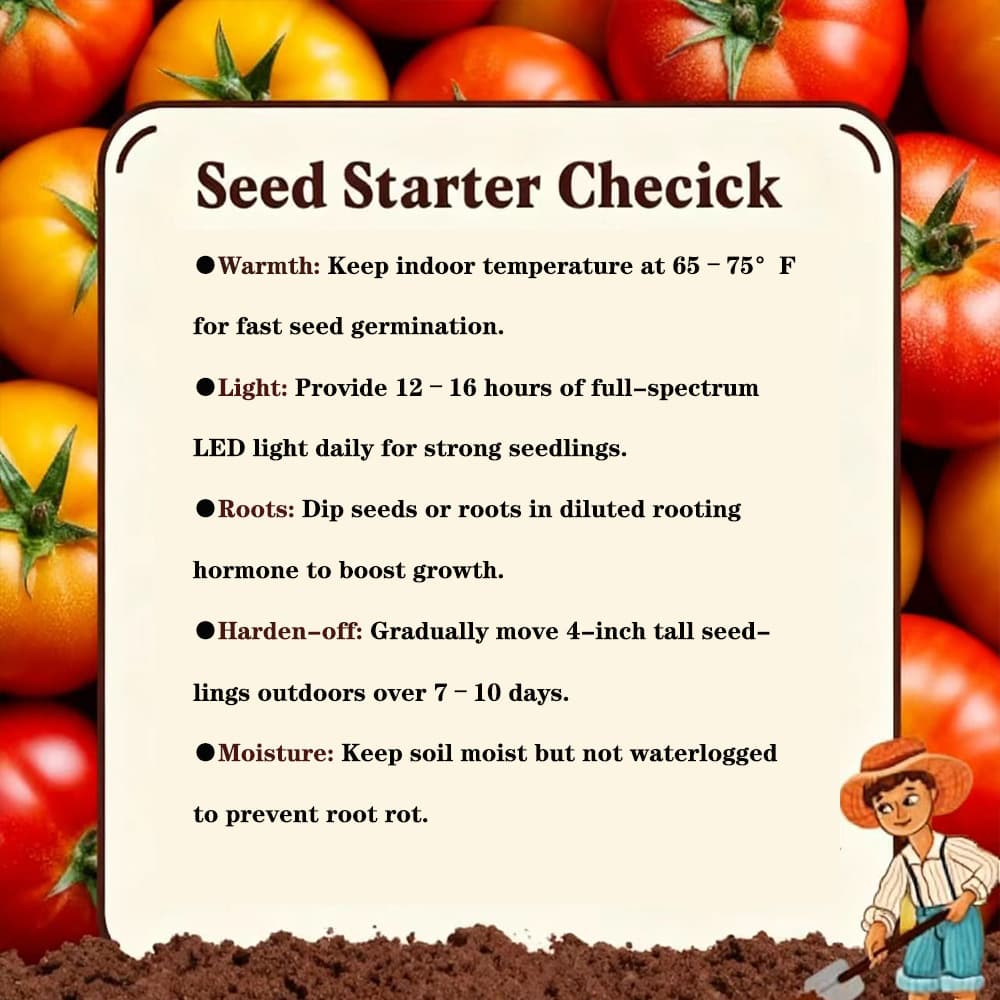 Seed Starter Checick
●Warmth: Keep indoor temperature at 65 – 75° F
for fast seed germination.
●Light: Provide 12 – 16 hours of full–spectrum
LED light daily for strong seedlings.
●Roots: Dip seeds or roots in diluted rooting
hormone to boost growth.
●Harden–off: Gradually move 4–inch tall seed–
lings outdoors over 7 – 10 days.
●Moisture: Keep soil moist but not waterlogged
to prevent root rot.